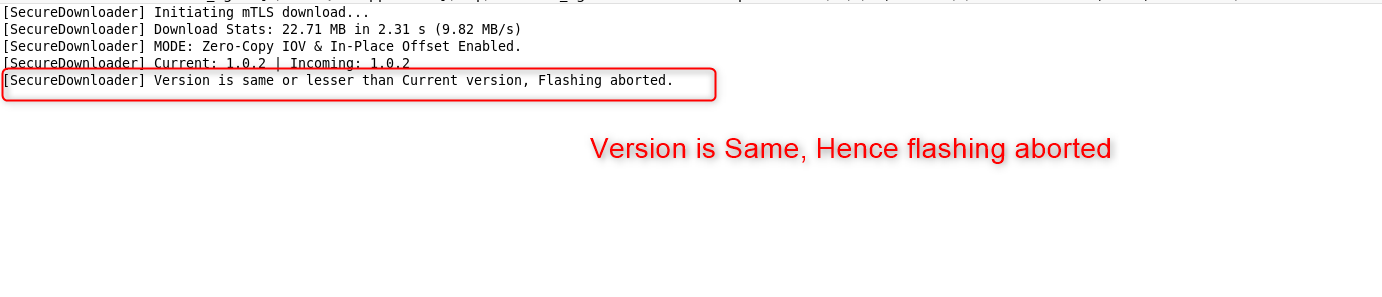 [SecureDownloader] Initiating mTLS download...
[SecureDownloader] Download Stats: 22.71 MB in 2.31 s (9.82 MB/s)
[SecureDownloader] MODE: Zero-Copy IOV & In-Place Offset Enabled.
[SecureDownloader] Current: 1.0.2 | Incoming: 1.0.2
[SecureDownloader] Version is same or lesser than Current version, Flashing aborted.
Version is Same, Hence flashing aborted